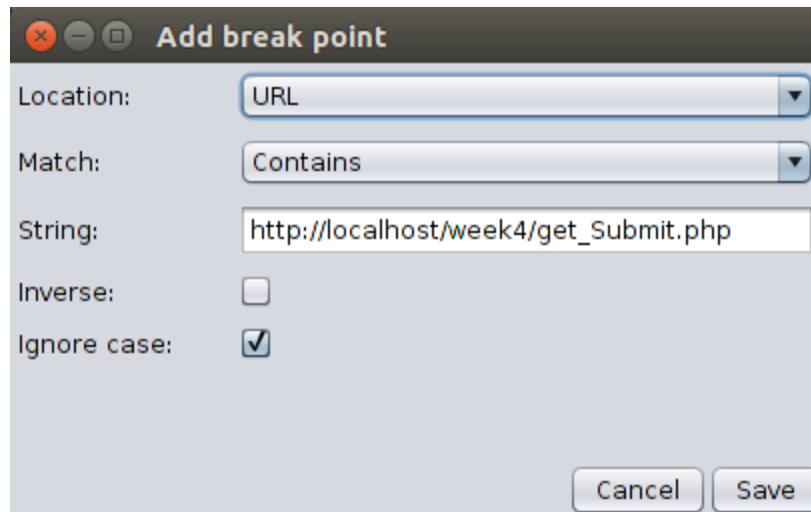 Add break point
Location: URL
Match: Contains
String: http://localhost/week4/get_Submit.php
Inverse:
Ignore case:
Cancel Save